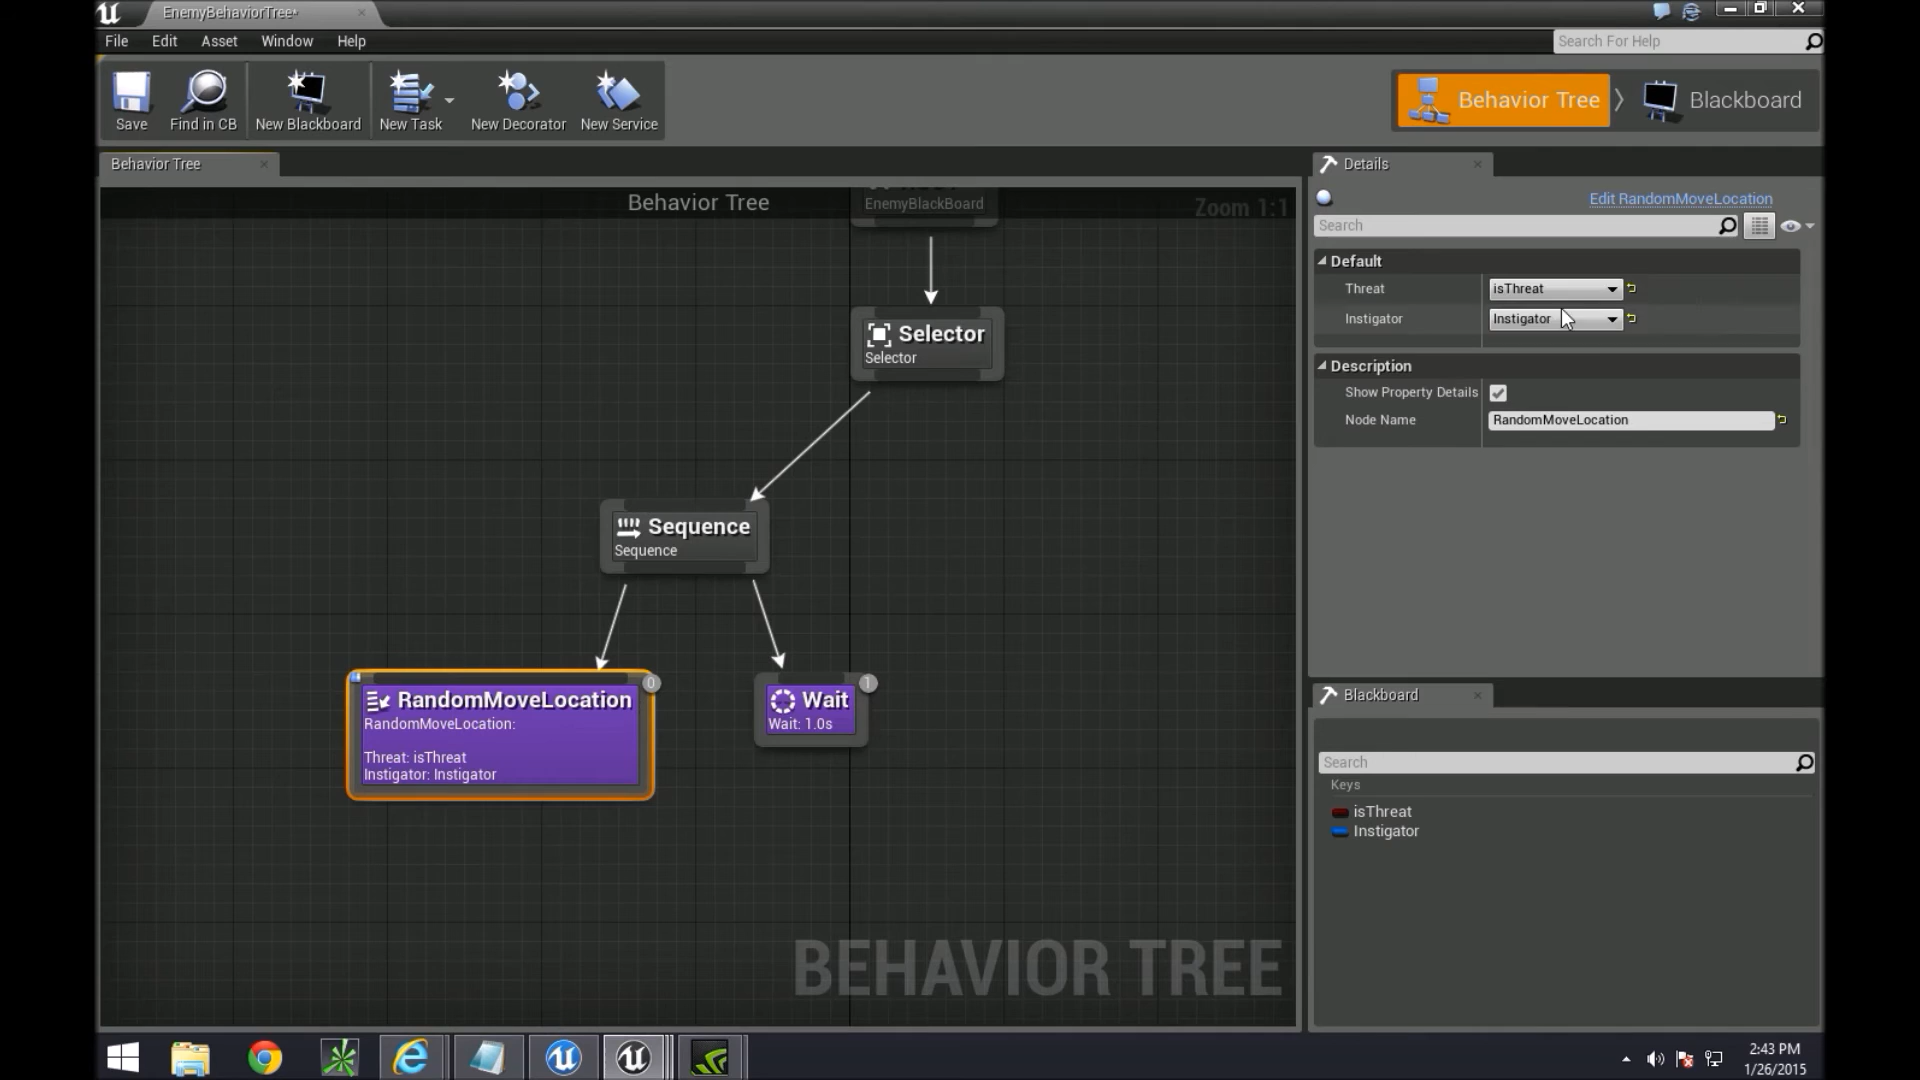 EnemyBehaviorTree*
File Edit Asset Window Help
Search For Help
Save Find in CB New Blackboard New Task New Decorator New Service
Behavior Tree Blackboard
Behavior Tree
Behavior Tree
Zoom 1:1
EnemyBlackBoard
Selector
Selector
Sequence
Sequence
0
RandomMoveLocation
RandomMoveLocation:
Threat: isThreat
Instigator: Instigator
1
Wait
Wait: 1.0s
BEHAVIOR TREE
Details
Edit RandomMoveLocation
Search
Default
Threat isThreat
Instigator Instigator
Description
Show Property Details
Node Name RandomMoveLocation
Blackboard
Search
Keys
isThreat
Instigator
2:43 PM
1/26/2015